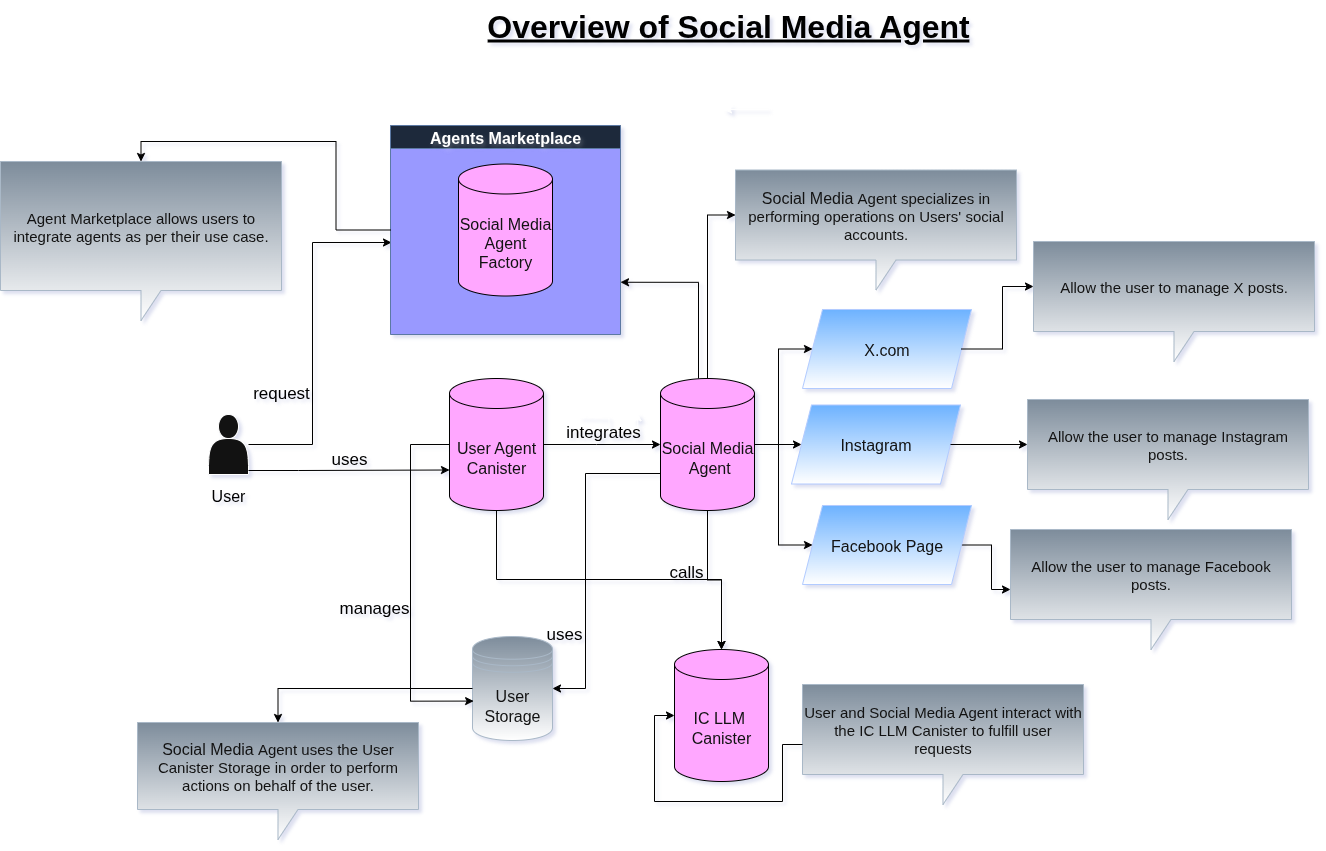 Overview of Social Media Agent
Agents Marketplace
Social Media
Agent
Factory
Agent Marketplace allows users to
integrate agents as per their use case.
Social Media Agent specializes in
performing operations on Users' social
accounts.
Allow the user to manage X posts.
X.com
request
User
uses
User Agent
Canister
integrates
Social Media
Agent
Instagram
Allow the user to manage Instagram
posts.
Facebook Page
Allow the user to manage Facebook
posts.
calls
manages
uses
User
Storage
IC LLM
Canister
User and Social Media Agent interact with
the IC LLM Canister to fulfill user
requests
Social Media Agent uses the User
Canister Storage in order to perform
actions on behalf of the user.